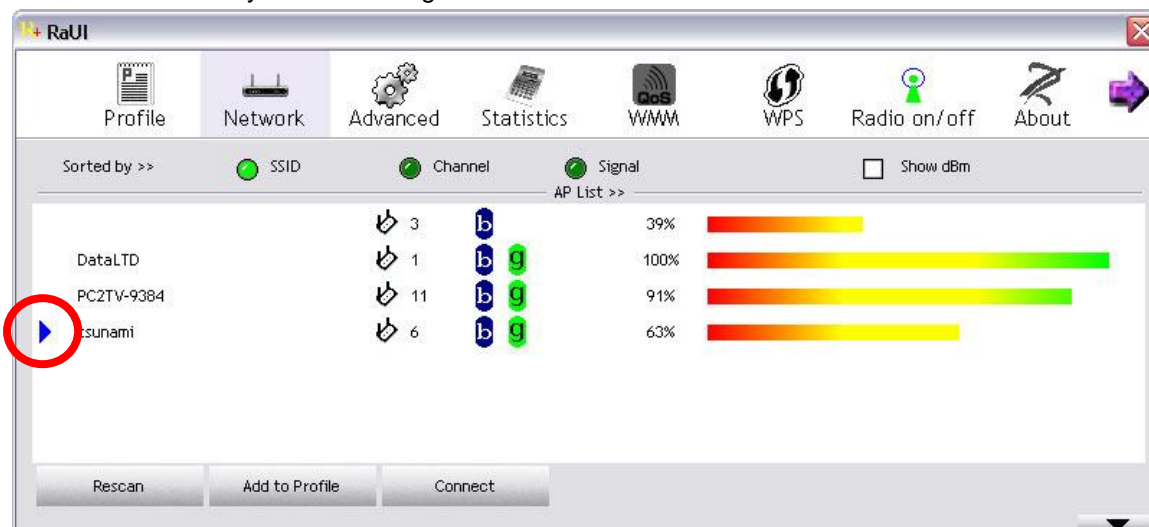 RaUI
Profile Network Advanced Statistics QoS WMM WPS Radio on/off About
Sorted by >> SSID Channel Signal Show dBm
AP List >>
3 b 39%
DataLTD 1 b g 100%
PC2TV-9384 11 b g 91%
tsunami 6 b g 63%
Rescan Add to Profile Connect